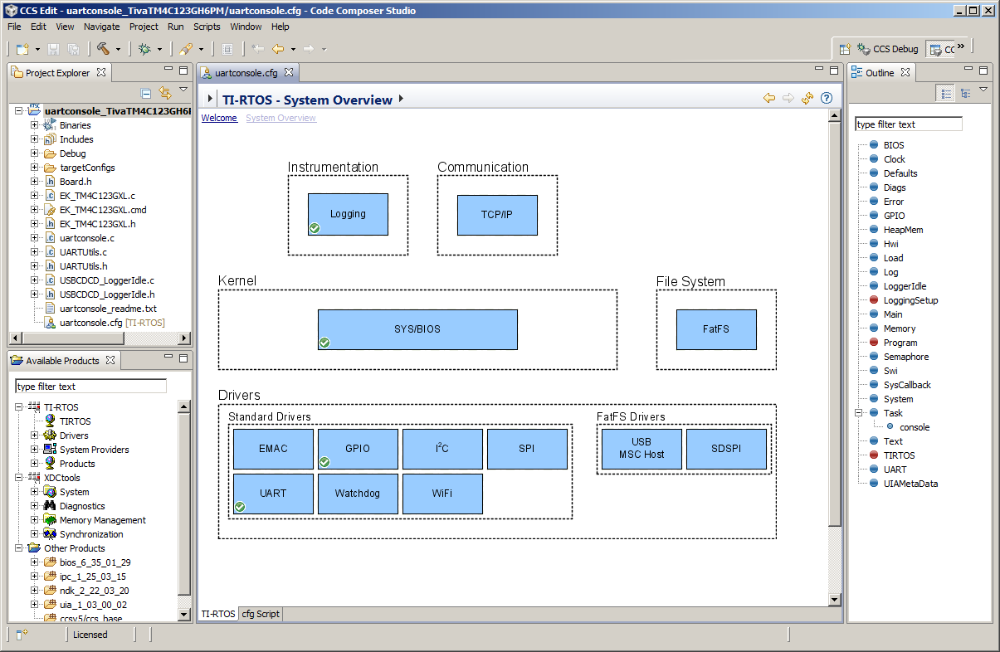 CCS Edit - uartconsole_TivaTM4C123GH6PM/uartconsole.cfg - Code Composer Studio
File Edit View Navigate Project Run Scripts Window Help
CCS Debug CC
Project Explorer
uartconsole_TivaTM4C123GH6
Binaries
Includes
Debug
targetConfigs
Board.h
EK_TM4C123GXL.c
EK_TM4C123GXL.cmd
EK_TM4C123GXL.h
uartconsole.c
UARTUtils.c
UARTUtils.h
USBCDCD_LoggerIdle.c
USBCDCD_LoggerIdle.h
uartconsole_readme.txt
uartconsole.cfg [TI-RTOS]
Available Products
type filter text
TI-RTOS
TIRTOS
Drivers
System Providers
Products
XDCtools
System
Diagnostics
Memory Management
Synchronization
Other Products
bios_6_35_01_29
ipc_1_25_03_15
ndk_2_22_03_20
uia_1_03_00_02
ccsv5/ccs_base
uartconsole.cfg
TI-RTOS - System Overview
Welcome System Overview
Instrumentation
Logging
Communication
TCP/IP
Kernel
SYS/BIOS
File System
FatFS
Drivers
Standard Drivers
EMAC GPIO I2C SPI
UART Watchdog WiFi
FatFS Drivers
USB
MSC Host
SDSPI
TI-RTOS cfg Script
Outline
type filter text
BIOS
Clock
Defaults
Diags
Error
GPIO
HeapMem
Hwi
Load
Log
LoggerIdle
LoggingSetup
Main
Memory
Program
Semaphore
Swi
SysCallback
System
Task
console
Text
TIRTOS
UART
UIAMetaData
Licensed